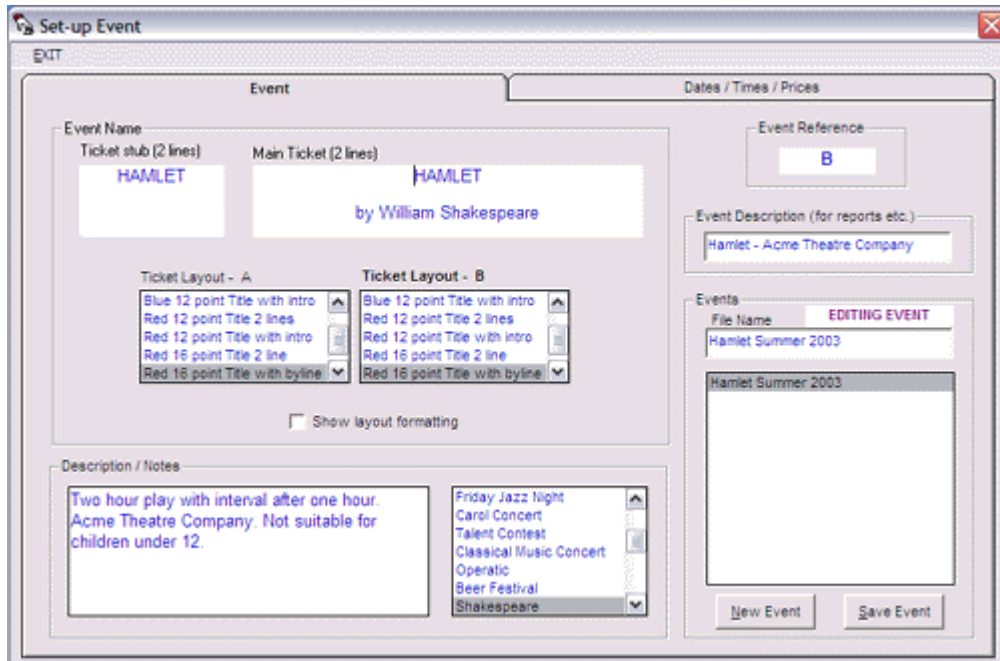 Set-up Event
EXIT
Event
Dates / Times / Prices
Event Name
Ticket stub (2 lines)
HAMLET
Main Ticket (2 lines)
HAMLET
by William Shakespeare
Ticket Layout - A
Blue 12 point Title with intro
Red 12 point Title 2 lines
Red 12 point Title with intro
Red 16 point Title 2 line
Red 16 point Title with byline
Ticket Layout - B
Blue 12 point Title with intro
Red 12 point Title 2 lines
Red 12 point Title with intro
Red 16 point Title 2 line
Red 16 point Title with byline
Show layout formatting
Description / Notes
Two hour play with interval after one hour.
Acme Theatre Company. Not suitable for
children under 12.
Friday Jazz Night
Carol Concert
Talent Contest
Classical Music Concert
Operatic
Beer Festival
Shakespeare
Event Reference
B
Event Description (for reports etc.)
Hamlet - Acme Theatre Company
Events
File Name
EDITING EVENT
Hamlet Summer 2003
Hamlet Summer 2003
New Event
Save Event